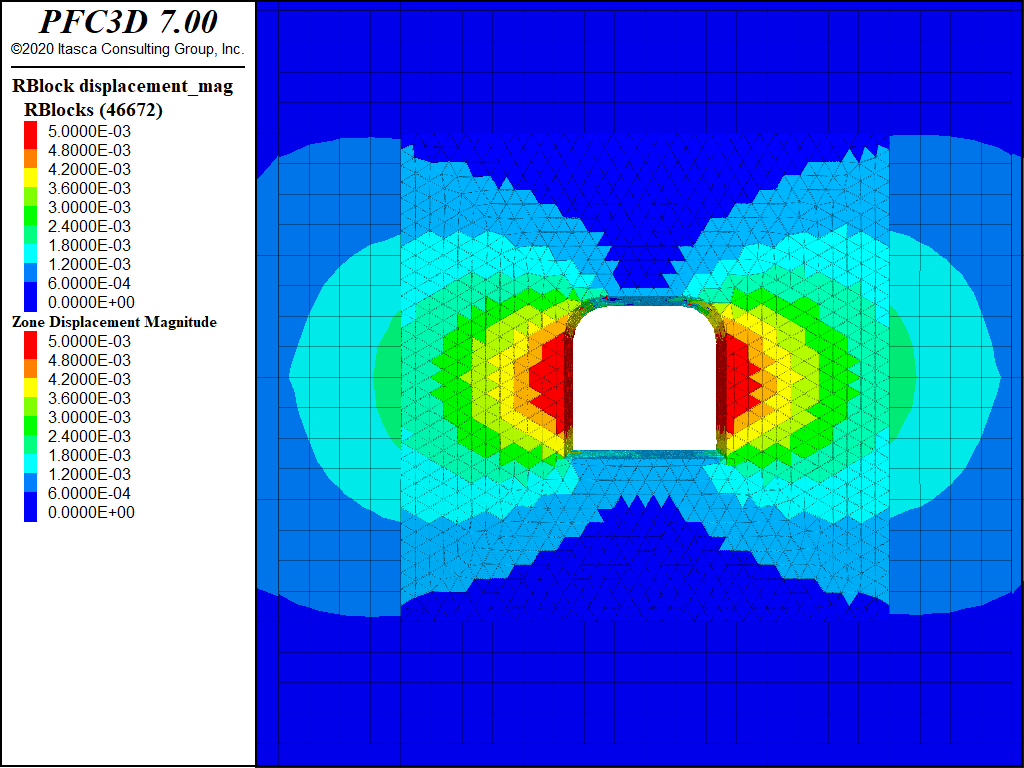 PFC3D 7.00
©2020 Itasca Consulting Group, Inc.
RBlock displacement_mag
RBlocks (46672)
5.0000E-03
4.8000E-03
4.2000E-03
3.6000E-03
3.0000E-03
2.4000E-03
1.8000E-03
1.2000E-03
6.0000E-04
0.0000E+00
Zone Displacement Magnitude
5.0000E-03
4.8000E-03
4.2000E-03
3.6000E-03
3.0000E-03
2.4000E-03
1.8000E-03
1.2000E-03
6.0000E-04
0.0000E+00